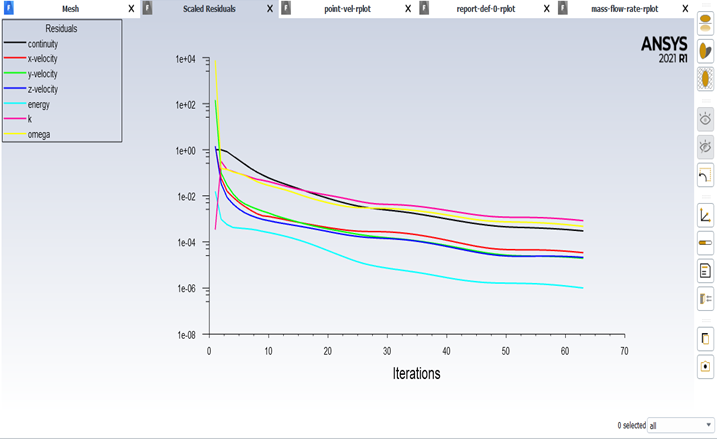 Mesh X Scaled Residuals X point-vel-rplot X report-def-0-rplot X mass-flow-rate-rplot X
Residuals
continuity
x-velocity
y-velocity
z-velocity
energy
k
omega
ANSYS
2021 R1
1e+04
1e+02
1e+00
1e-02
1e-04
1e-06
1e-08
0 10 20 30 40 50 60 70
Iterations
0 selected all